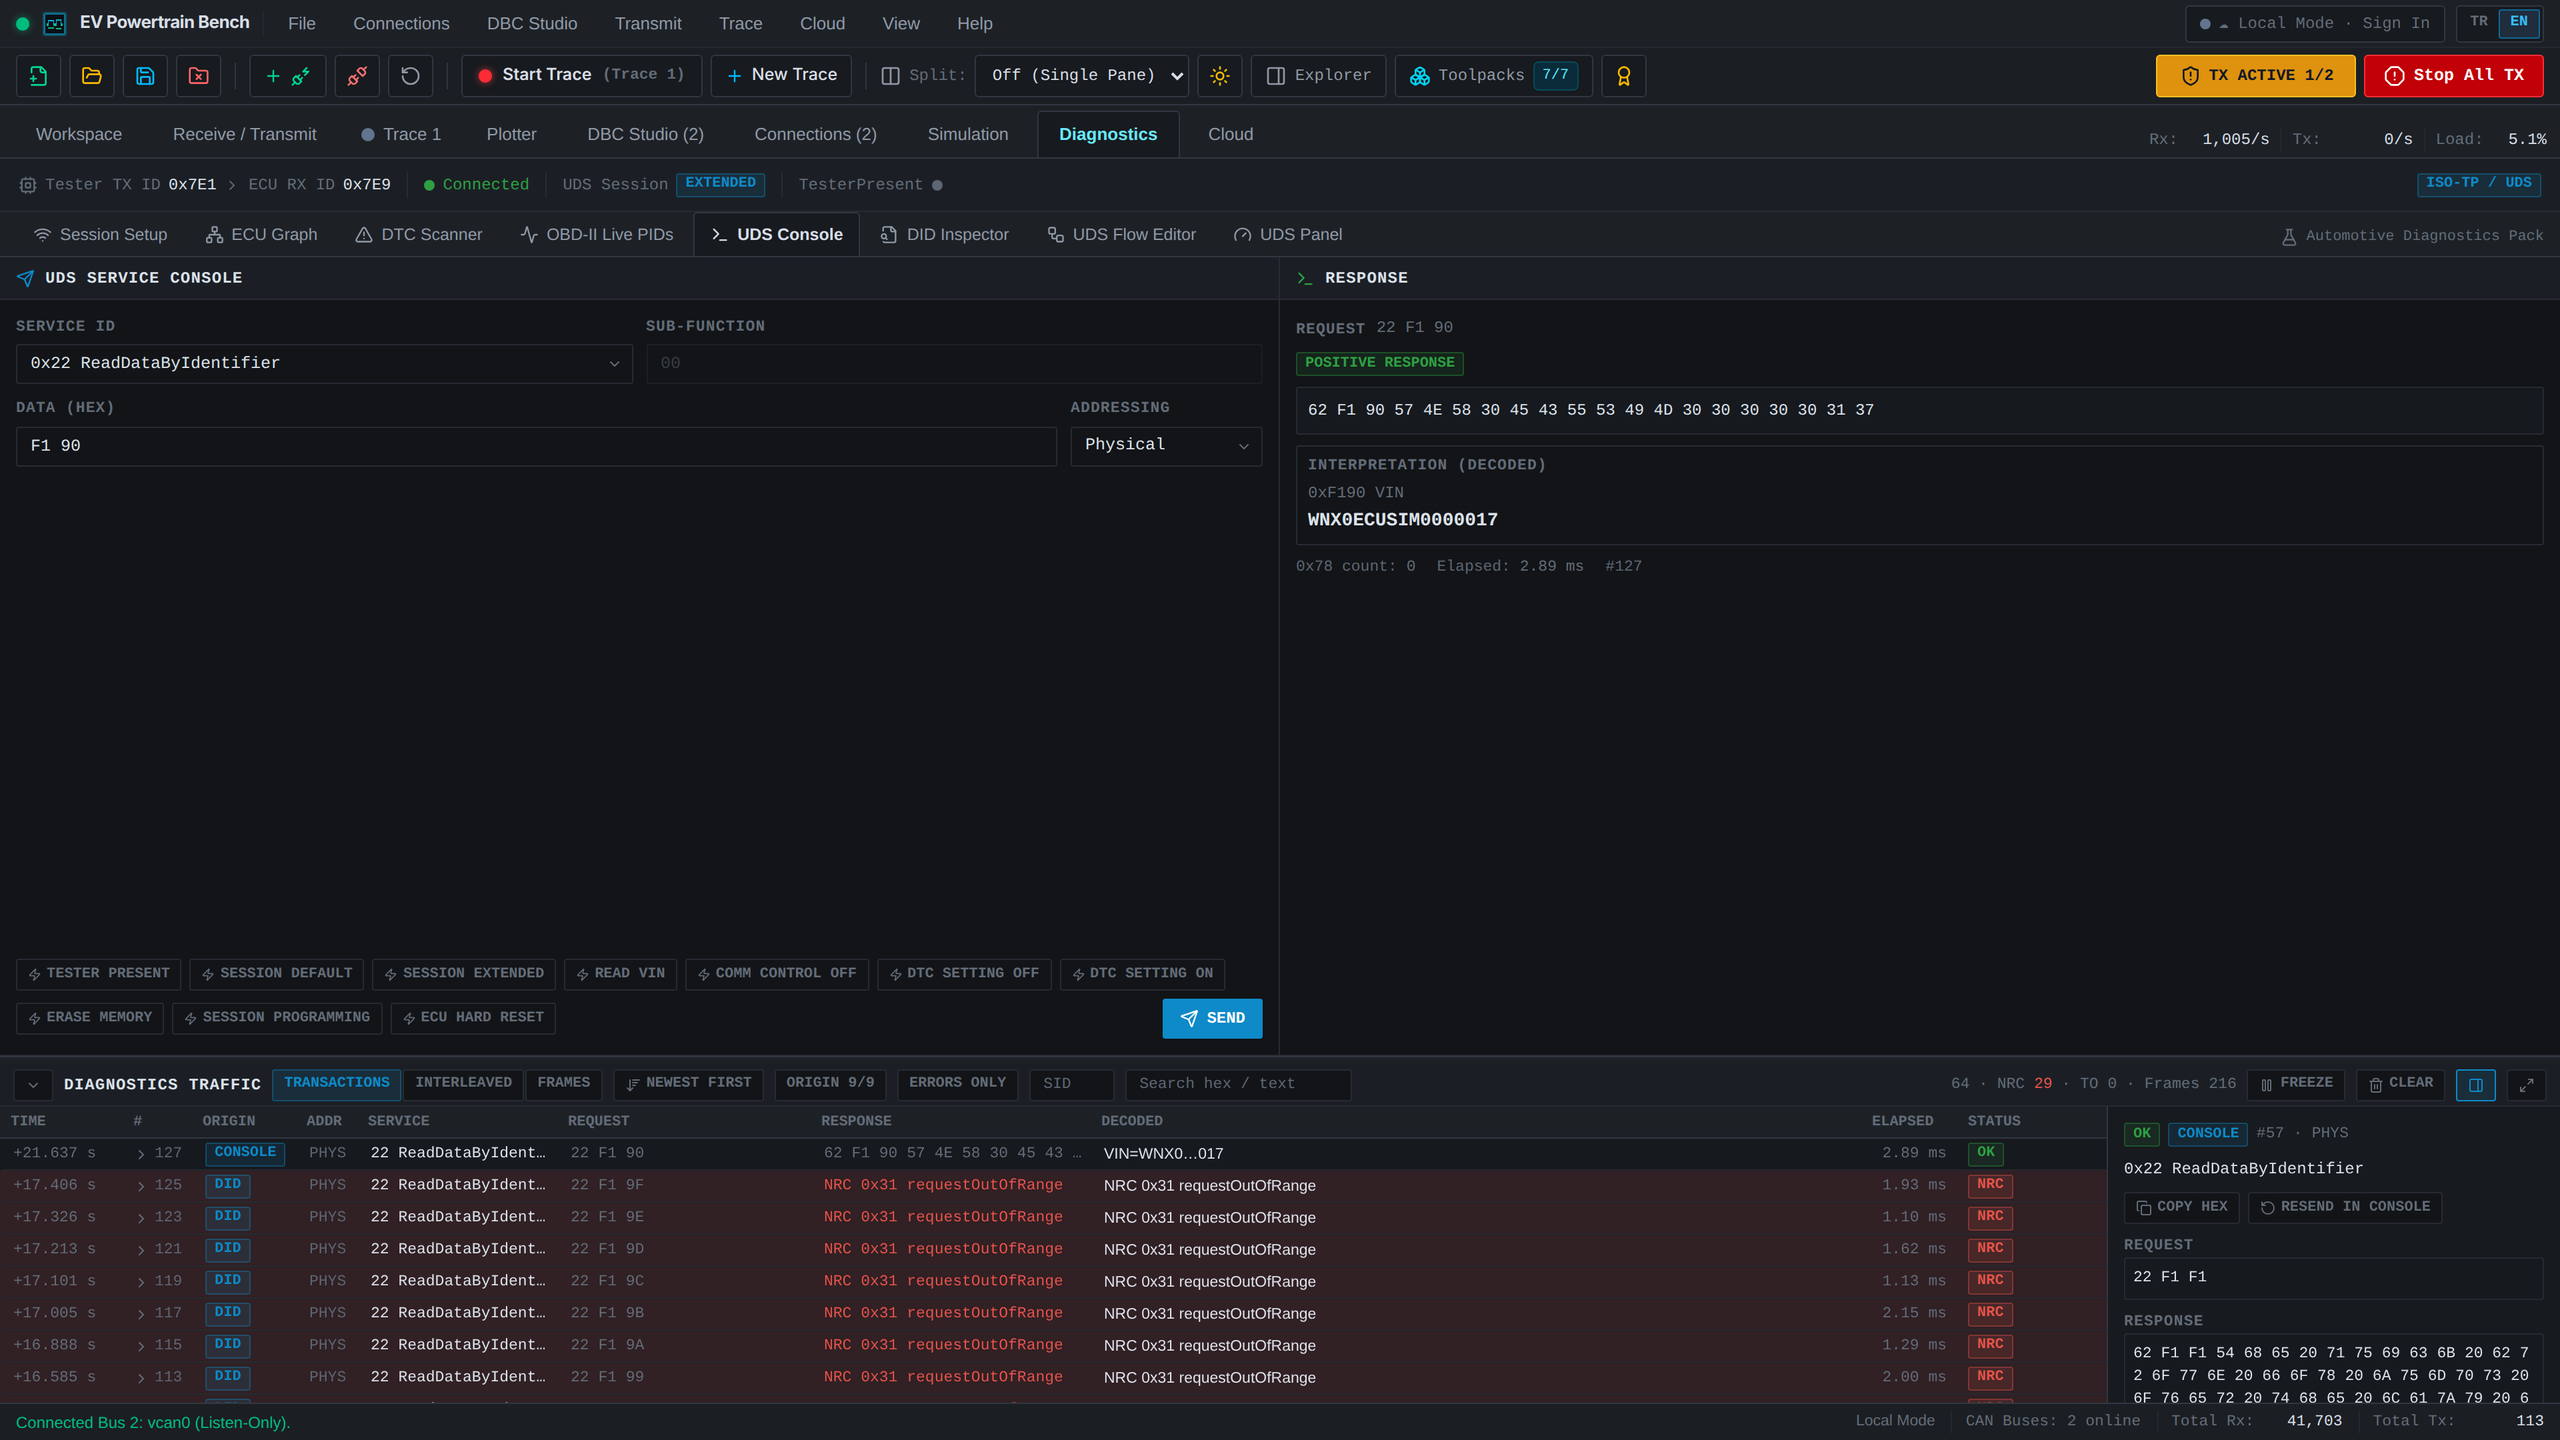 EV Powertrain Bench File Connections DBC Studio Transmit Trace Cloud View Help ☁ Local Mode · Sign In TR EN
Start Trace (Trace 1) New Trace Split: Off (Single Pane) Explorer Toolpacks 7/7 TX ACTIVE 1/2 Stop All TX
Workspace Receive / Transmit Trace 1 Plotter DBC Studio (2) Connections (2) Simulation Diagnostics Cloud Rx: 1,005/s Tx: 0/s Load: 5.1%
Tester TX ID 0x7E1 > ECU RX ID 0x7E9 Connected UDS Session EXTENDED TesterPresent ISO-TP / UDS
Session Setup ECU Graph DTC Scanner OBD-II Live PIDs UDS Console DID Inspector UDS Flow Editor UDS Panel Automotive Diagnostics Pack
UDS SERVICE CONSOLE
SERVICE ID SUB-FUNCTION
0x22 ReadDataByIdentifier 00
DATA (HEX) ADDRESSING
F1 90 Physical
TESTER PRESENT SESSION DEFAULT SESSION EXTENDED READ VIN COMM CONTROL OFF DTC SETTING OFF DTC SETTING ON
ERASE MEMORY SESSION PROGRAMMING ECU HARD RESET SEND
RESPONSE
REQUEST 22 F1 90
POSITIVE RESPONSE
62 F1 90 57 4E 58 30 45 43 55 53 49 4D 30 30 30 30 30 31 37
INTERPRETATION (DECODED)
0xF190 VIN
WNX0ECUSIM0000017
0x78 count: 0 Elapsed: 2.89 ms #127
DIAGNOSTICS TRAFFIC TRANSACTIONS INTERLEAVED FRAMES NEWEST FIRST ORIGIN 9/9 ERRORS ONLY SID Search hex / text 64 · NRC 29 · TO 0 · Frames 216 FREEZE CLEAR
TIME # ORIGIN ADDR SERVICE REQUEST RESPONSE DECODED ELAPSED STATUS
+21.637 s > 127 CONSOLE PHYS 22 ReadDataByIdent… 22 F1 90 62 F1 90 57 4E 58 30 45 43 … VIN=WNX0…017 2.89 ms OK
+17.406 s > 125 DID PHYS 22 ReadDataByIdent… 22 F1 9F NRC 0x31 requestOutOfRange NRC 0x31 requestOutOfRange 1.93 ms NRC
+17.326 s > 123 DID PHYS 22 ReadDataByIdent… 22 F1 9E NRC 0x31 requestOutOfRange NRC 0x31 requestOutOfRange 1.10 ms NRC
+17.213 s > 121 DID PHYS 22 ReadDataByIdent… 22 F1 9D NRC 0x31 requestOutOfRange NRC 0x31 requestOutOfRange 1.62 ms NRC
+17.101 s > 119 DID PHYS 22 ReadDataByIdent… 22 F1 9C NRC 0x31 requestOutOfRange NRC 0x31 requestOutOfRange 1.13 ms NRC
+17.005 s > 117 DID PHYS 22 ReadDataByIdent… 22 F1 9B NRC 0x31 requestOutOfRange NRC 0x31 requestOutOfRange 2.15 ms NRC
+16.888 s > 115 DID PHYS 22 ReadDataByIdent… 22 F1 9A NRC 0x31 requestOutOfRange NRC 0x31 requestOutOfRange 1.29 ms NRC
+16.585 s > 113 DID PHYS 22 ReadDataByIdent… 22 F1 99 NRC 0x31 requestOutOfRange NRC 0x31 requestOutOfRange 2.00 ms NRC
OK CONSOLE #57 · PHYS
0x22 ReadDataByIdentifier
COPY HEX RESEND IN CONSOLE
REQUEST
22 F1 F1
RESPONSE
62 F1 F1 54 68 65 20 71 75 69 63 6B 20 62 7
2 6F 77 6E 20 66 6F 78 20 6A 75 6D 70 73 20
6F 76 65 72 20 74 68 65 20 6C 61 7A 79 20 6
Connected Bus 2: vcan0 (Listen-Only). Local Mode CAN Buses: 2 online Total Rx: 41,703 Total Tx: 113